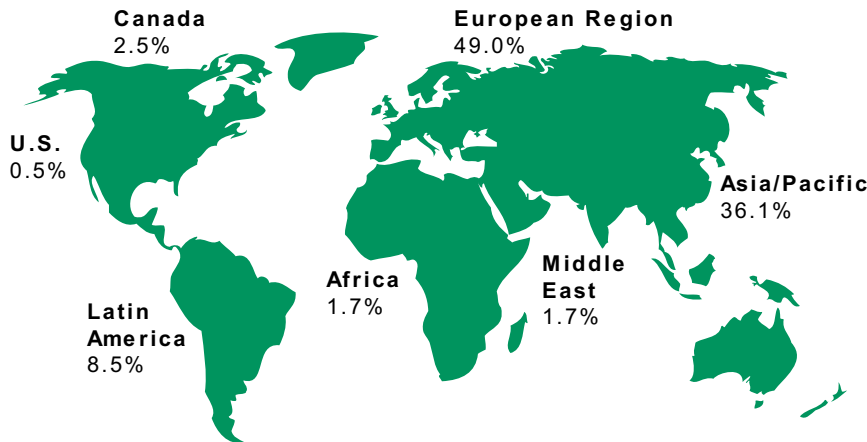 Canada
2.5%
European Region
49.0%
U.S.
0.5%
Asia/Pacific
36.1%
Africa
1.7%
Middle
East
1.7%
Latin
America
8.5%